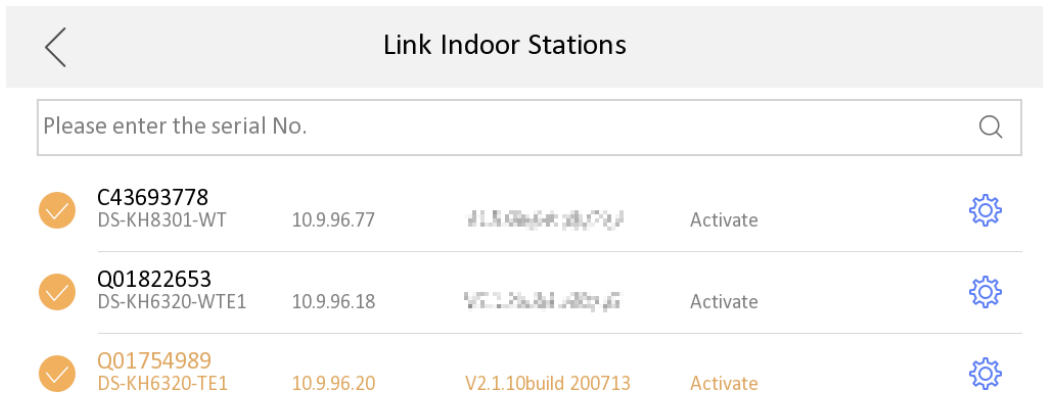 Link Indoor Stations
Please enter the serial No.
C43693778
DS-KH8301-WT 10.9.96.77 Activate
Q01822653
DS-KH6320-WTE1 10.9.96.18 Activate
Q01754989
DS-KH6320-TE1 10.9.96.20 V2.1.10build 200713 Activate